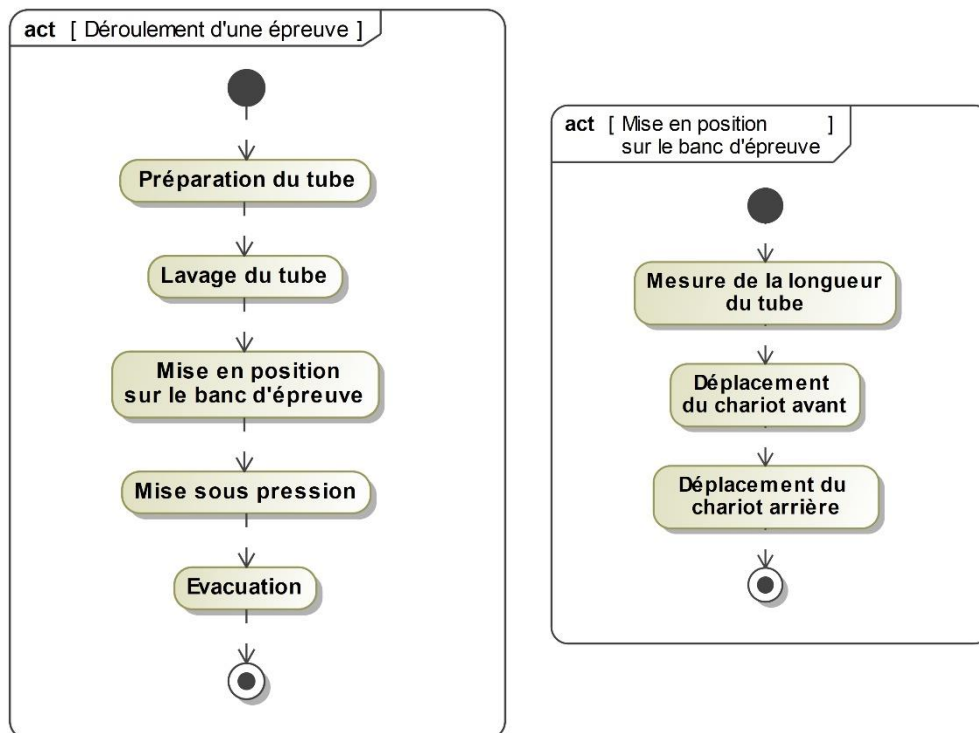 act [ Déroulement d'une épreuve ]
Préparation du tube
Lavage du tube
Mise en position
sur le banc d'épreuve
Mise sous pression
Evacuation
act [ Mise en position ]
sur le banc d'épreuve
Mesure de la longueur
du tube
Déplacement
du chariot avant
Déplacement du
chariot arrière